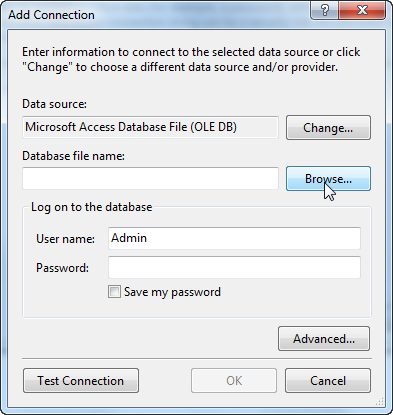 Add Connection
?
Enter information to connect to the selected data source or click
"Change" to choose a different data source and/or provider.
Data source:
Microsoft Access Database File (OLE DB)
Change...
Database file name:
Browse...
Log on to the database
User name:
Admin
Password:
Save my password
Advanced...
Test Connection
OK
Cancel